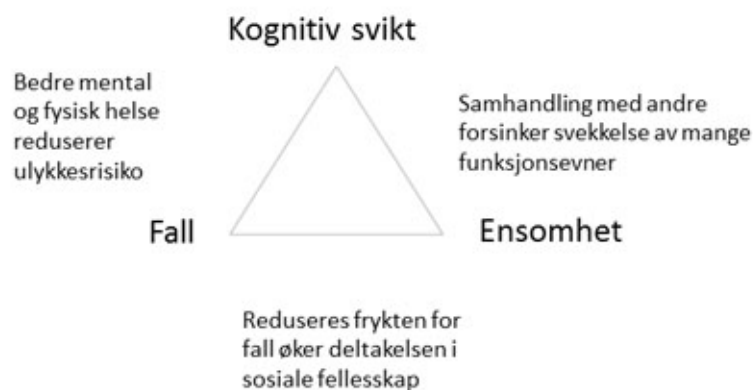 Kognitiv svikt
Bedre mental
og fysisk helse
reduserer
ulykkesrisiko
Samhandling med andre
forsinker svekkelse av mange
funksjonsevner
Fall
Ensomhet
Reduseres frykten for
fall øker deltakelsen i
sosiale fellesskap